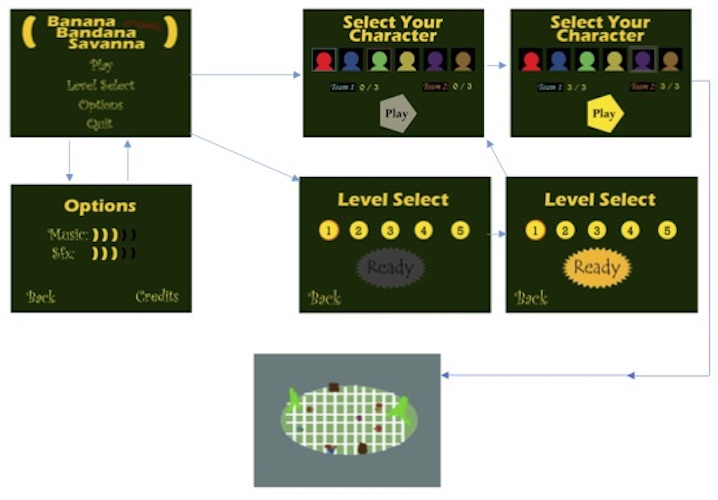 Banana
Bandana
Savanna
Play
Level Select
Options
Quit
Select Your
Character
Team 1: 0 / 3
Team 2: 0 / 3
Play
Select Your
Character
Team 1: 3 / 3
Team 2: 3 / 3
Play
Options
Music:
Sfx:
Back
Credits
Level Select
1 2 3 4 5
Ready
Back
Level Select
1 2 3 4 5
Ready
Back